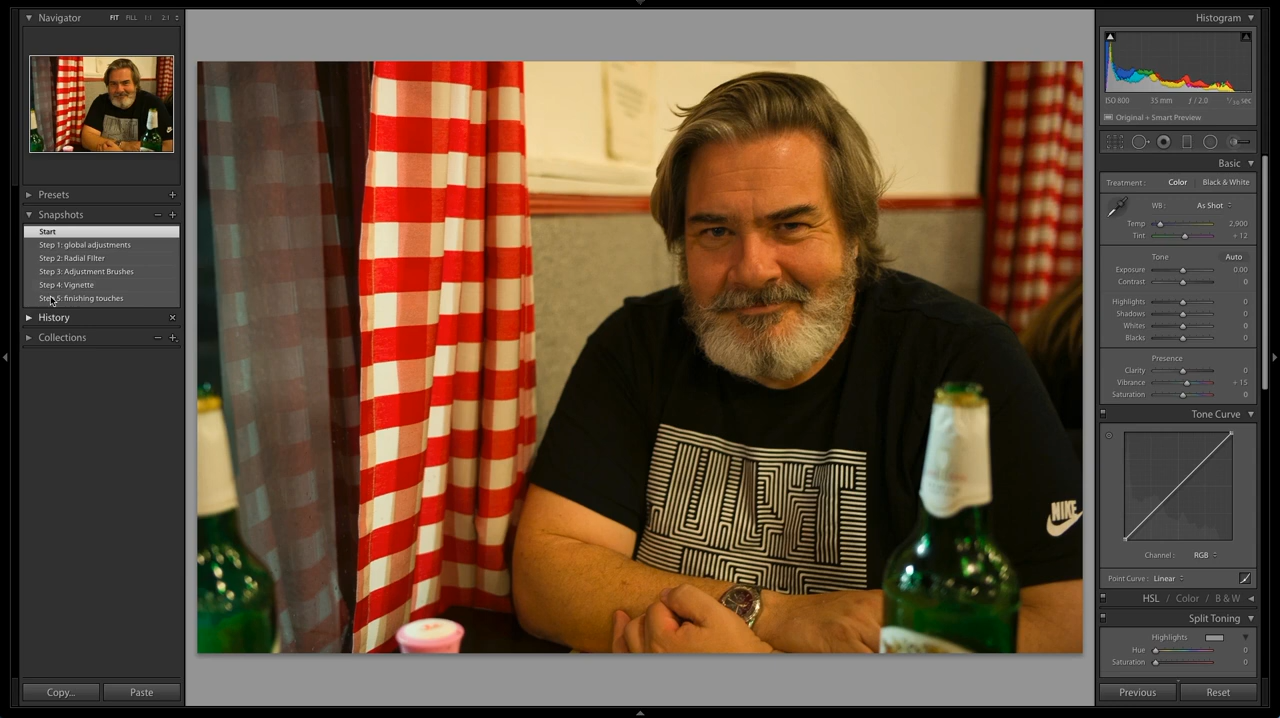 Navigator
FIT FILL 1:1 2:1
Presets
Snapshots
Start
Step 1: global adjustments
Step 2: Radial FIlter
Step 3: Adjustment Brushes
Step 4: Vignette
Step 5: finishing touches
History
Collections
Copy...
Paste
NIKE
Histogram
ISO 800 35 mm ƒ / 2.0 1/30 sec
Original + Smart Preview
Basic
Treatment : Color Black & White
WB : As Shot
Temp 2,900
Tint + 12
Tone Auto
Exposure 0.00
Contrast 0
Highlights 0
Shadows 0
Whites 0
Blacks 0
Presence
Clarity 0
Vibrance + 15
Saturation 0
Tone Curve
Channel : RGB
Point Curve : Linear
HSL / Color / B & W
Split Toning
Highlights
Hue 0
Saturation 0
Previous
Reset